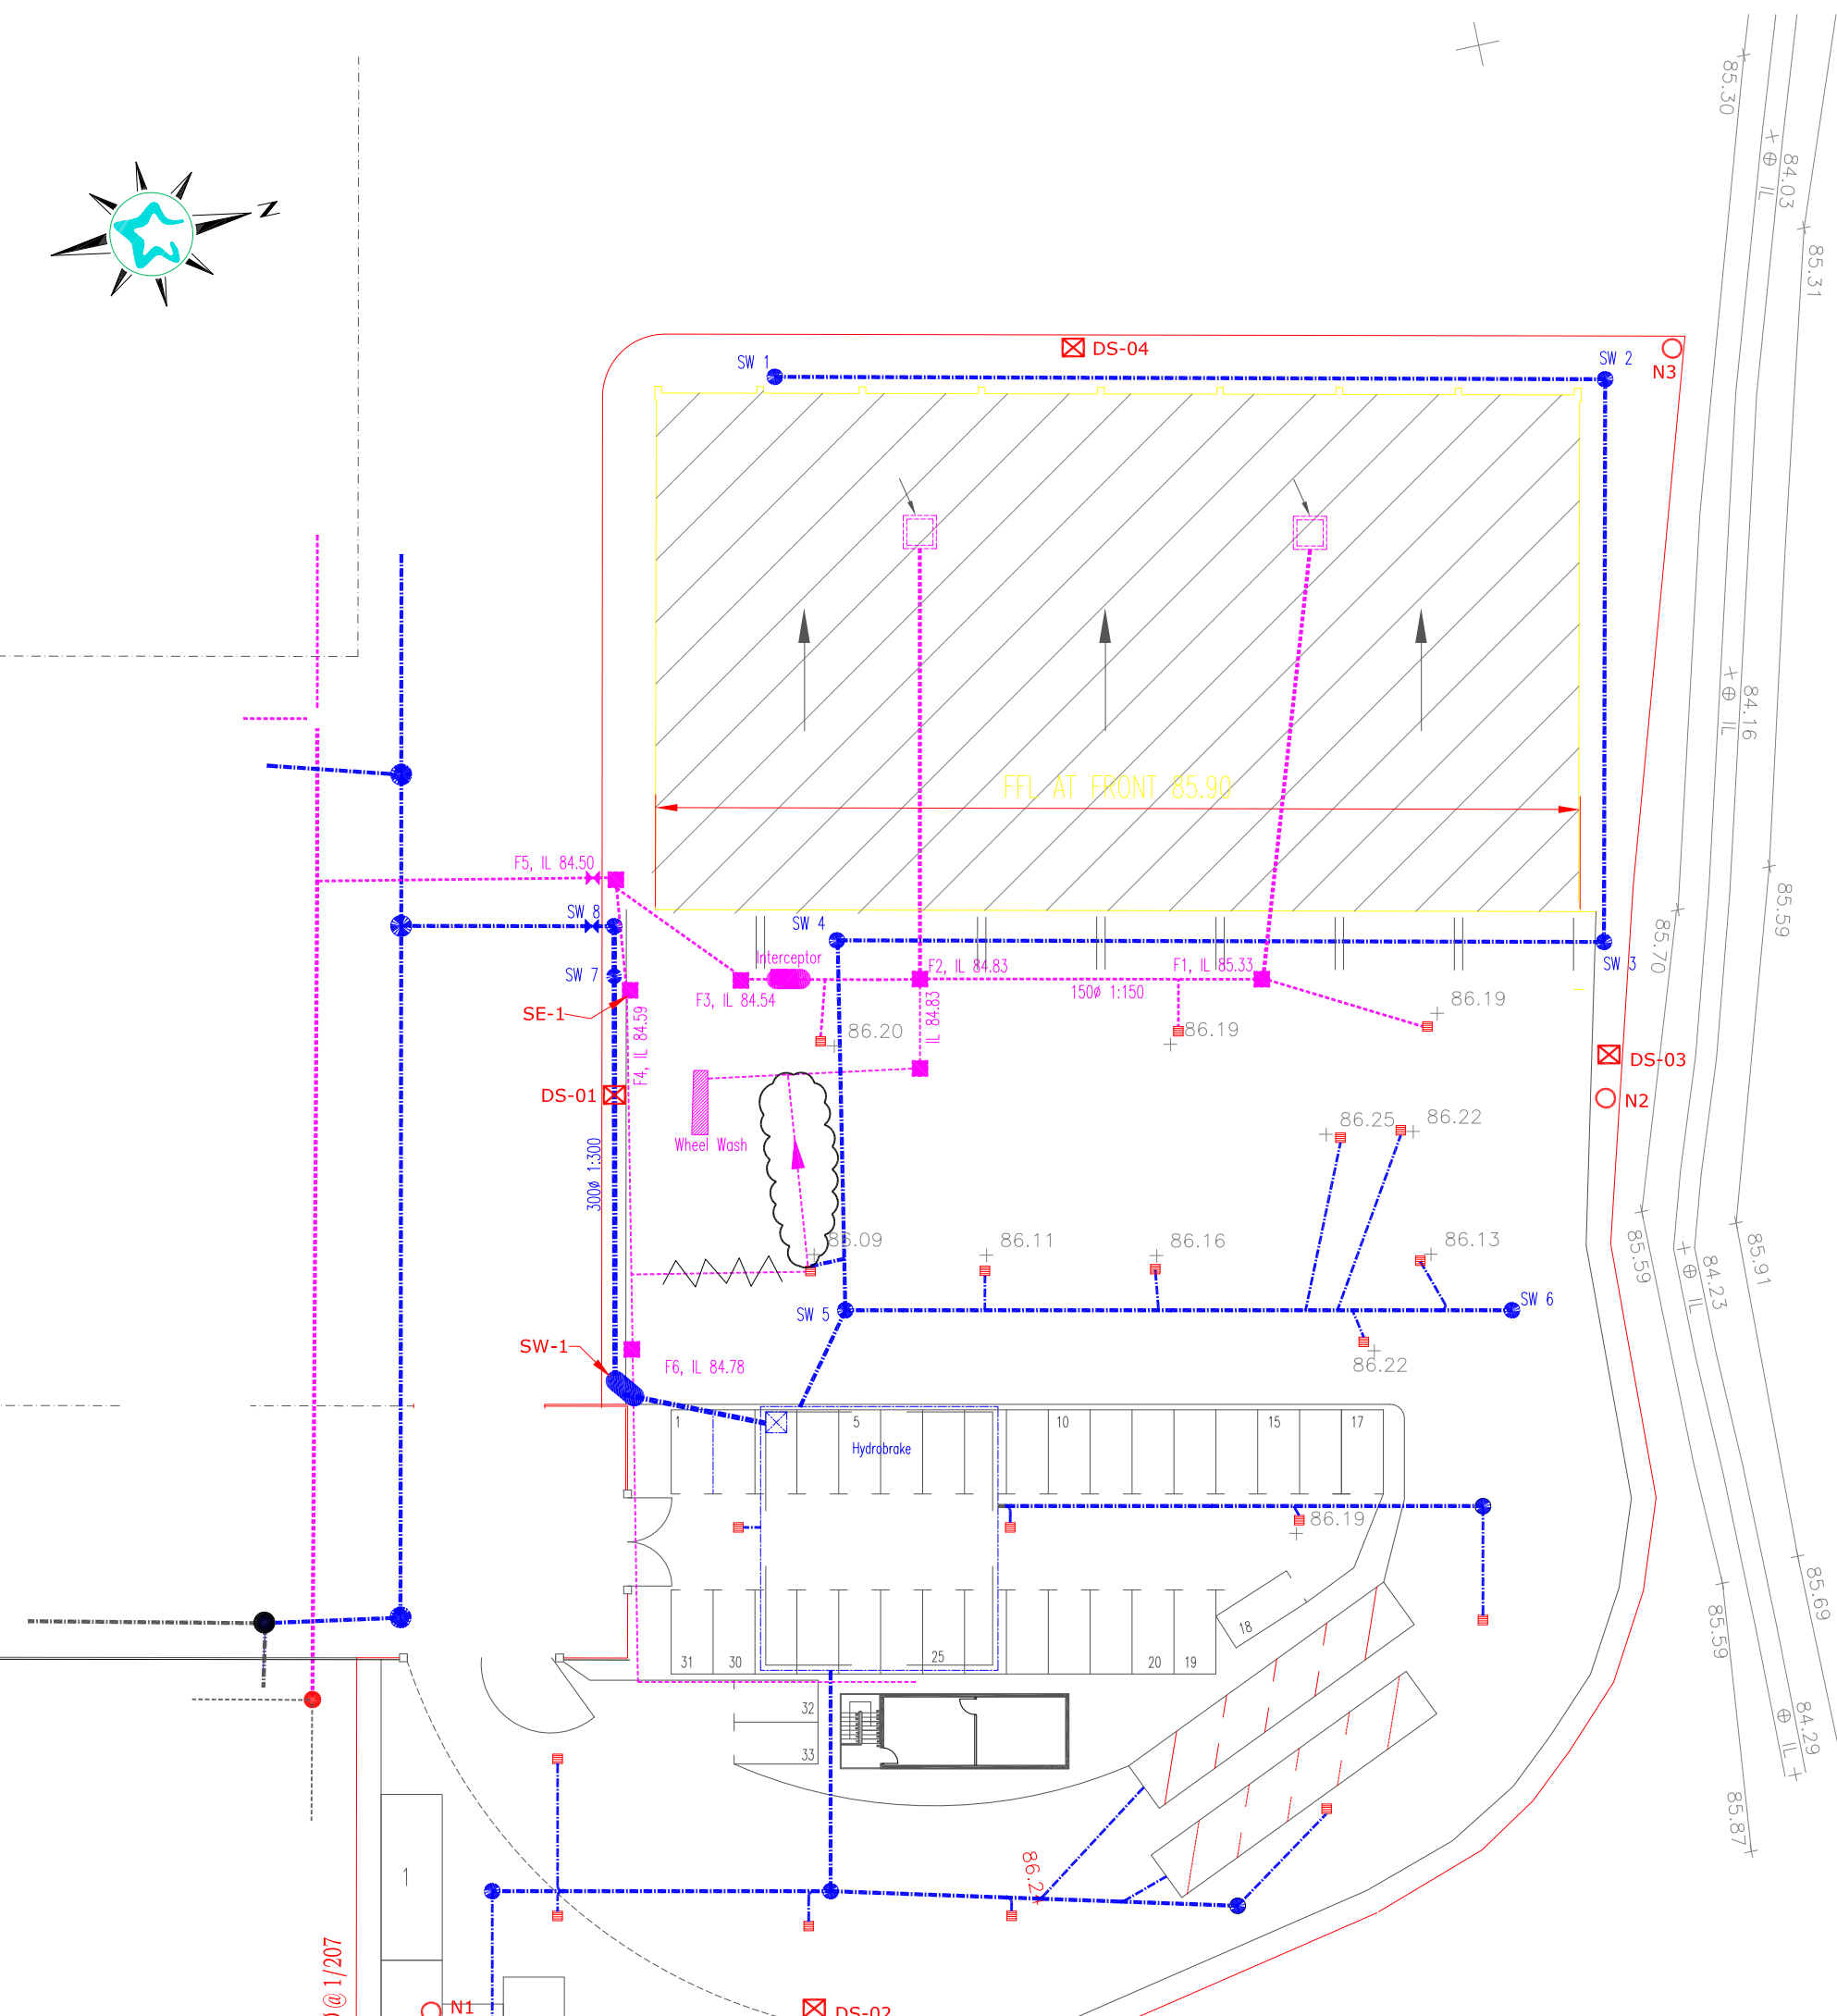 85.30
84.03
IL
N
85.31
DS-04
SW 1
SW 2
N3
84.16
IL
FFL AT FRONT 85.90
F5, IL 84.50
85.59
SW 8
SW 4
85.70
Interceptor
F2, IL 84.83
F1, IL 85.33
SW 3
SW 7
F3, IL 84.54
150ø 1:150
86.19
SE-1
F4, IL 84.59
86.20
IL 84.83
86.19
DS-03
DS-01
N2
86.25
86.22
Wheel Wash
300ø 1:300
86.09
86.11
86.16
86.13
85.59
85.91
84.23
IL
SW 5
SW 6
SW-1
F6, IL 84.78
86.22
1
5
10
15
17
Hydrobrake
86.19
85.69
85.59
18
31
30
25
20
19
32
33
84.29
IL
85.87
1
86.24
@ 1/207
N1
DS-02